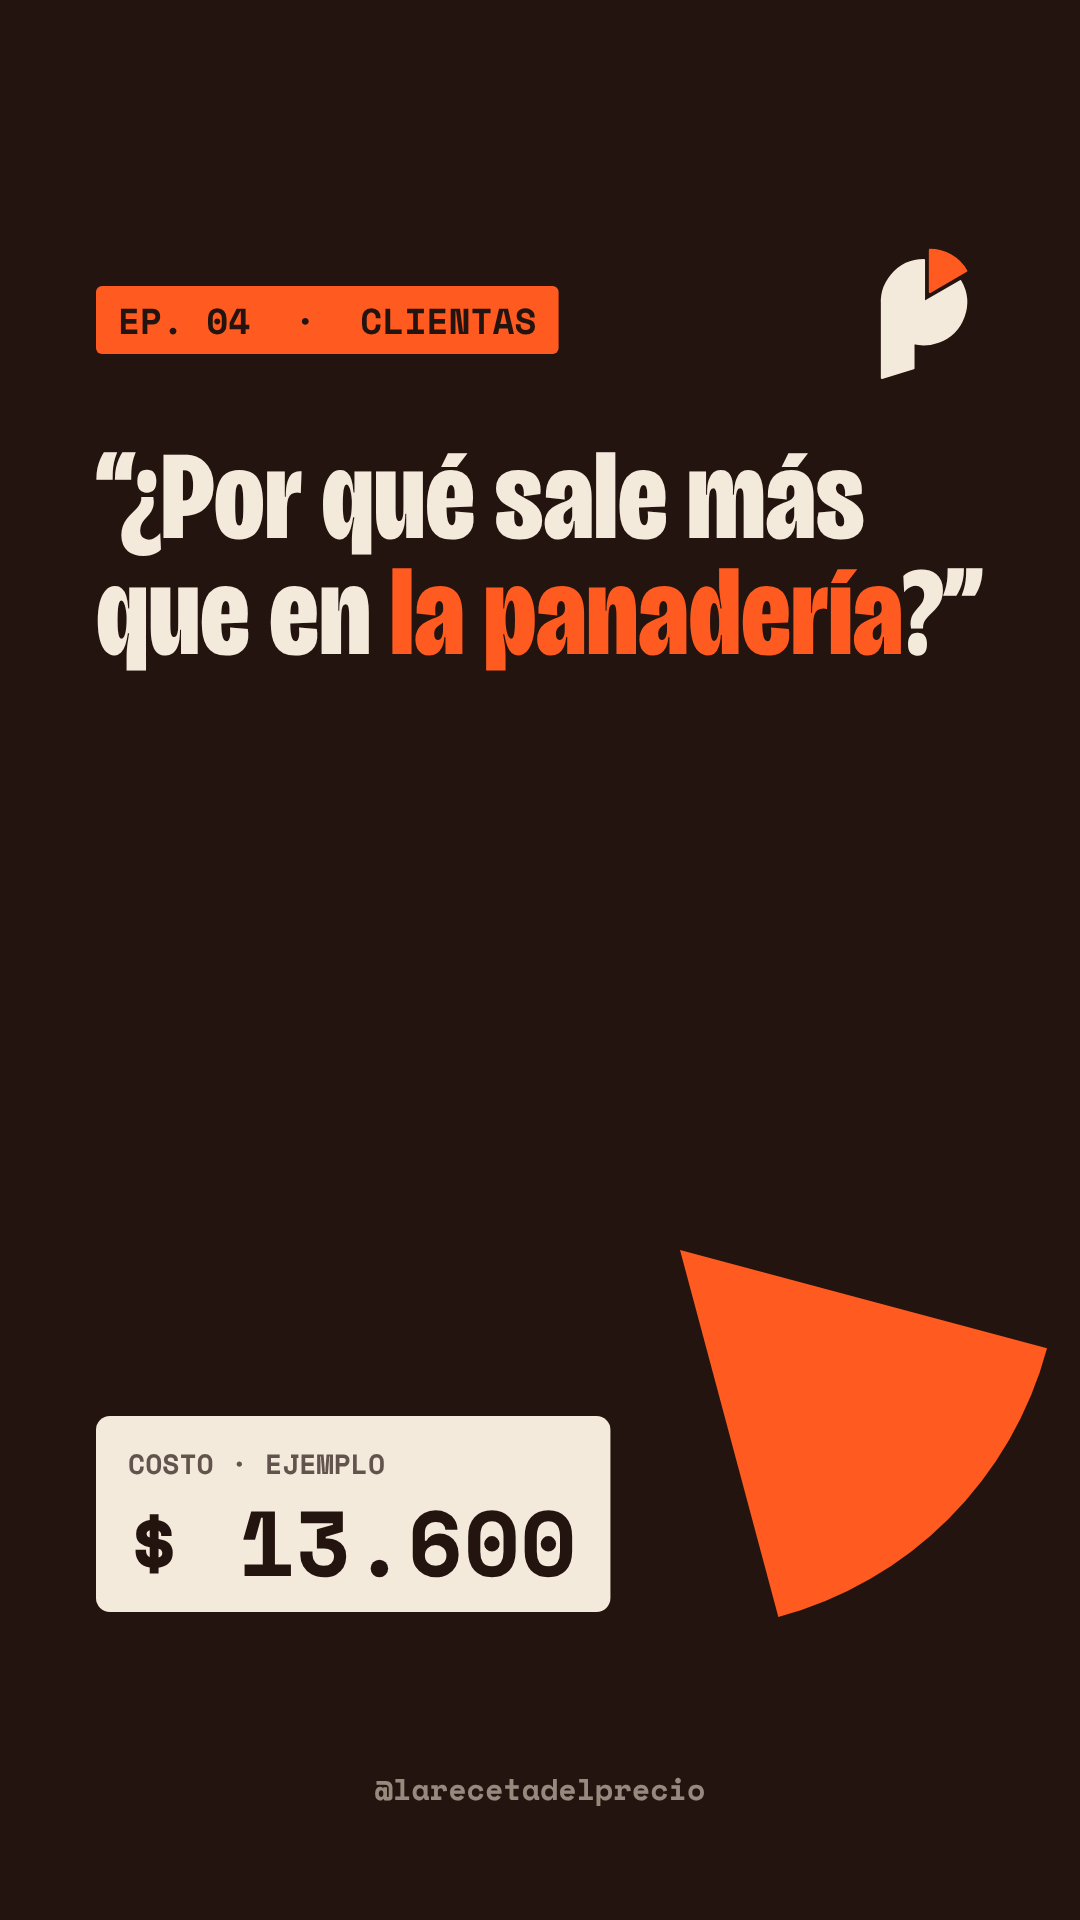 EP. 04 · CLIENTAS
“¿Por qué sale más
que en la panadería?”
COSTO · EJEMPLO
$ 13.600
@larecetadelprecio